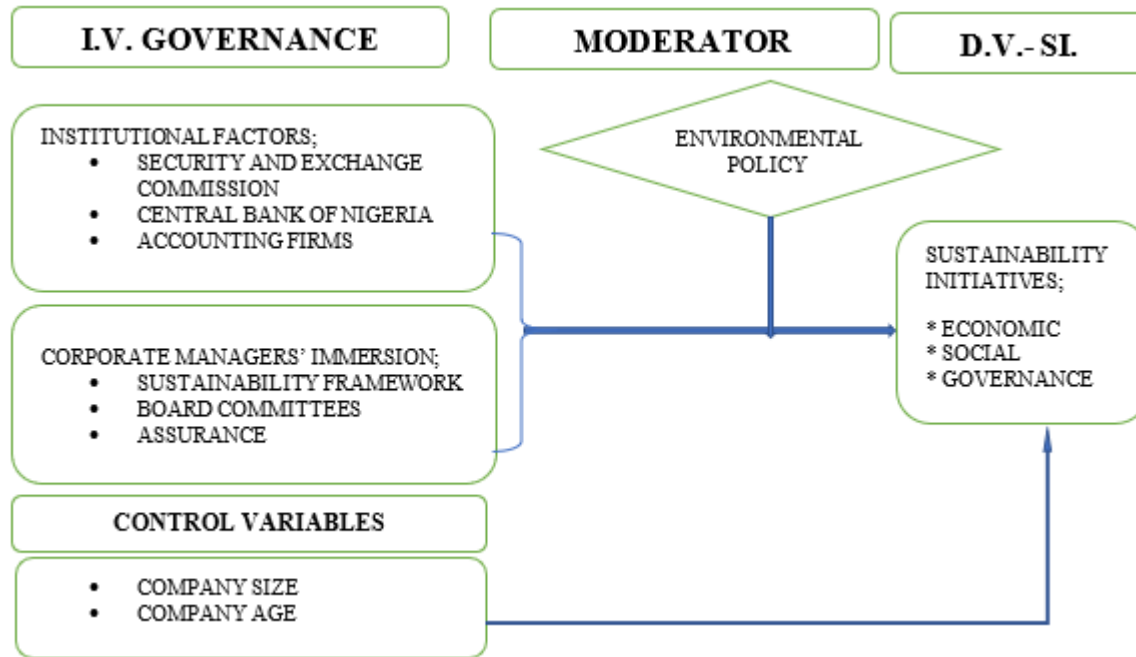 I.V. GOVERNANCE
MODERATOR
D.V.- SI.
INSTITUTIONAL FACTORS;
• SECURITY AND EXCHANGE
COMMISSION
• CENTRAL BANK OF NIGERIA
• ACCOUNTING FIRMS
ENVIRONMENTAL
POLICY
SUSTAINABILITY
INITIATIVES;
* ECONOMIC
* SOCIAL
* GOVERNANCE
CORPORATE MANAGERS’ IMMERSION;
• SUSTAINABILITY FRAMEWORK
• BOARD COMMITTEES
• ASSURANCE
CONTROL VARIABLES
• COMPANY SIZE
• COMPANY AGE